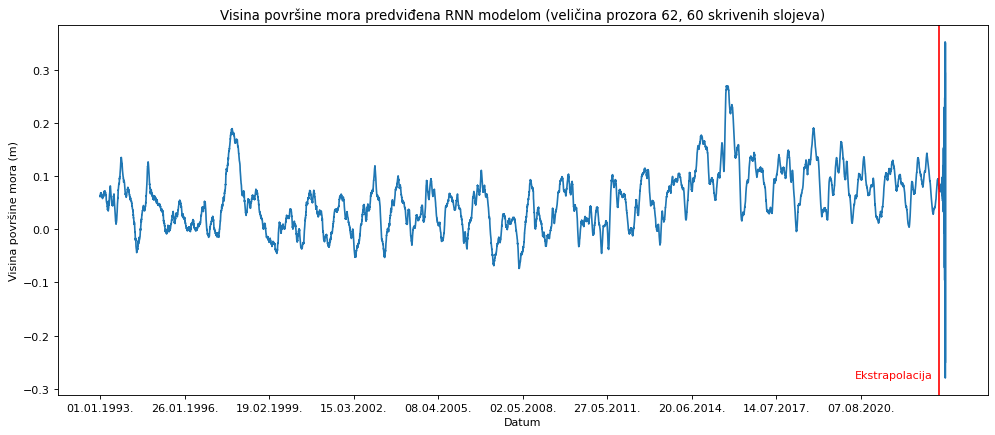 Visina površine mora predviđena RNN modelom (veličina prozora 62, 60 skrivenih slojeva)
Visina površine mora (m)
0.3
0.2
0.1
0.0
−0.1
−0.2
−0.3
Ekstrapolacija
01.01.1993. 26.01.1996. 19.02.1999. 15.03.2002. 08.04.2005. 02.05.2008. 27.05.2011. 20.06.2014. 14.07.2017. 07.08.2020.
Datum